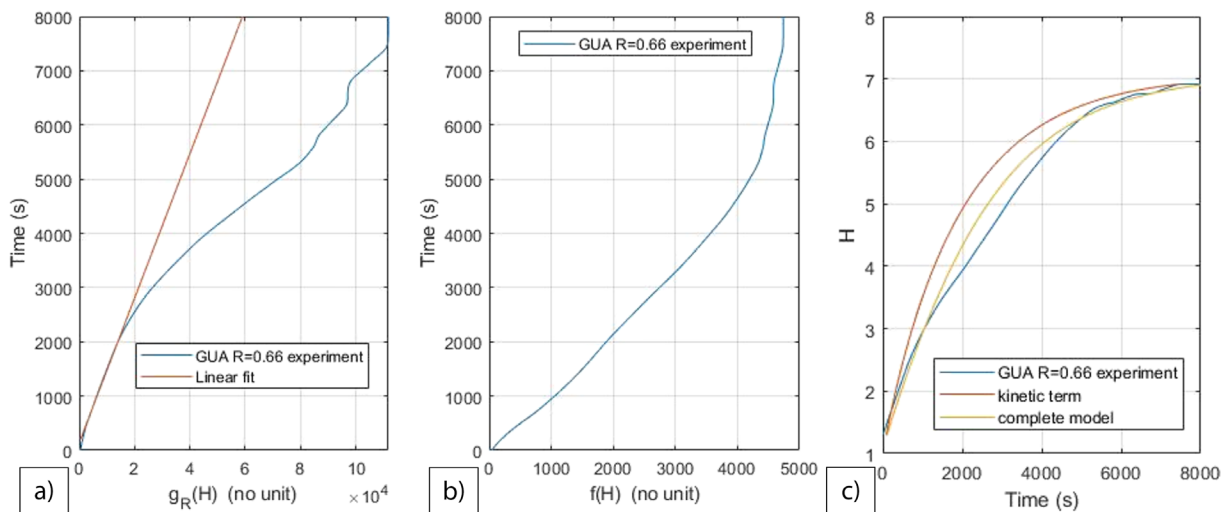 8000
7000
6000
5000
4000
3000
2000
1000
0
Time (s)
GUA R=0.66 experiment
Linear fit
0 2 4 6 8 10
×10⁴
g_R(H) (no unit)
a)
8000
7000
6000
5000
4000
3000
2000
1000
0
Time (s)
GUA R=0.66 experiment
0 1000 2000 3000 4000 5000
f(H) (no unit)
b)
8
7
6
5
4
3
2
1
H
GUA R=0.66 experiment
kinetic term
complete model
0 2000 4000 6000 8000
Time (s)
c)